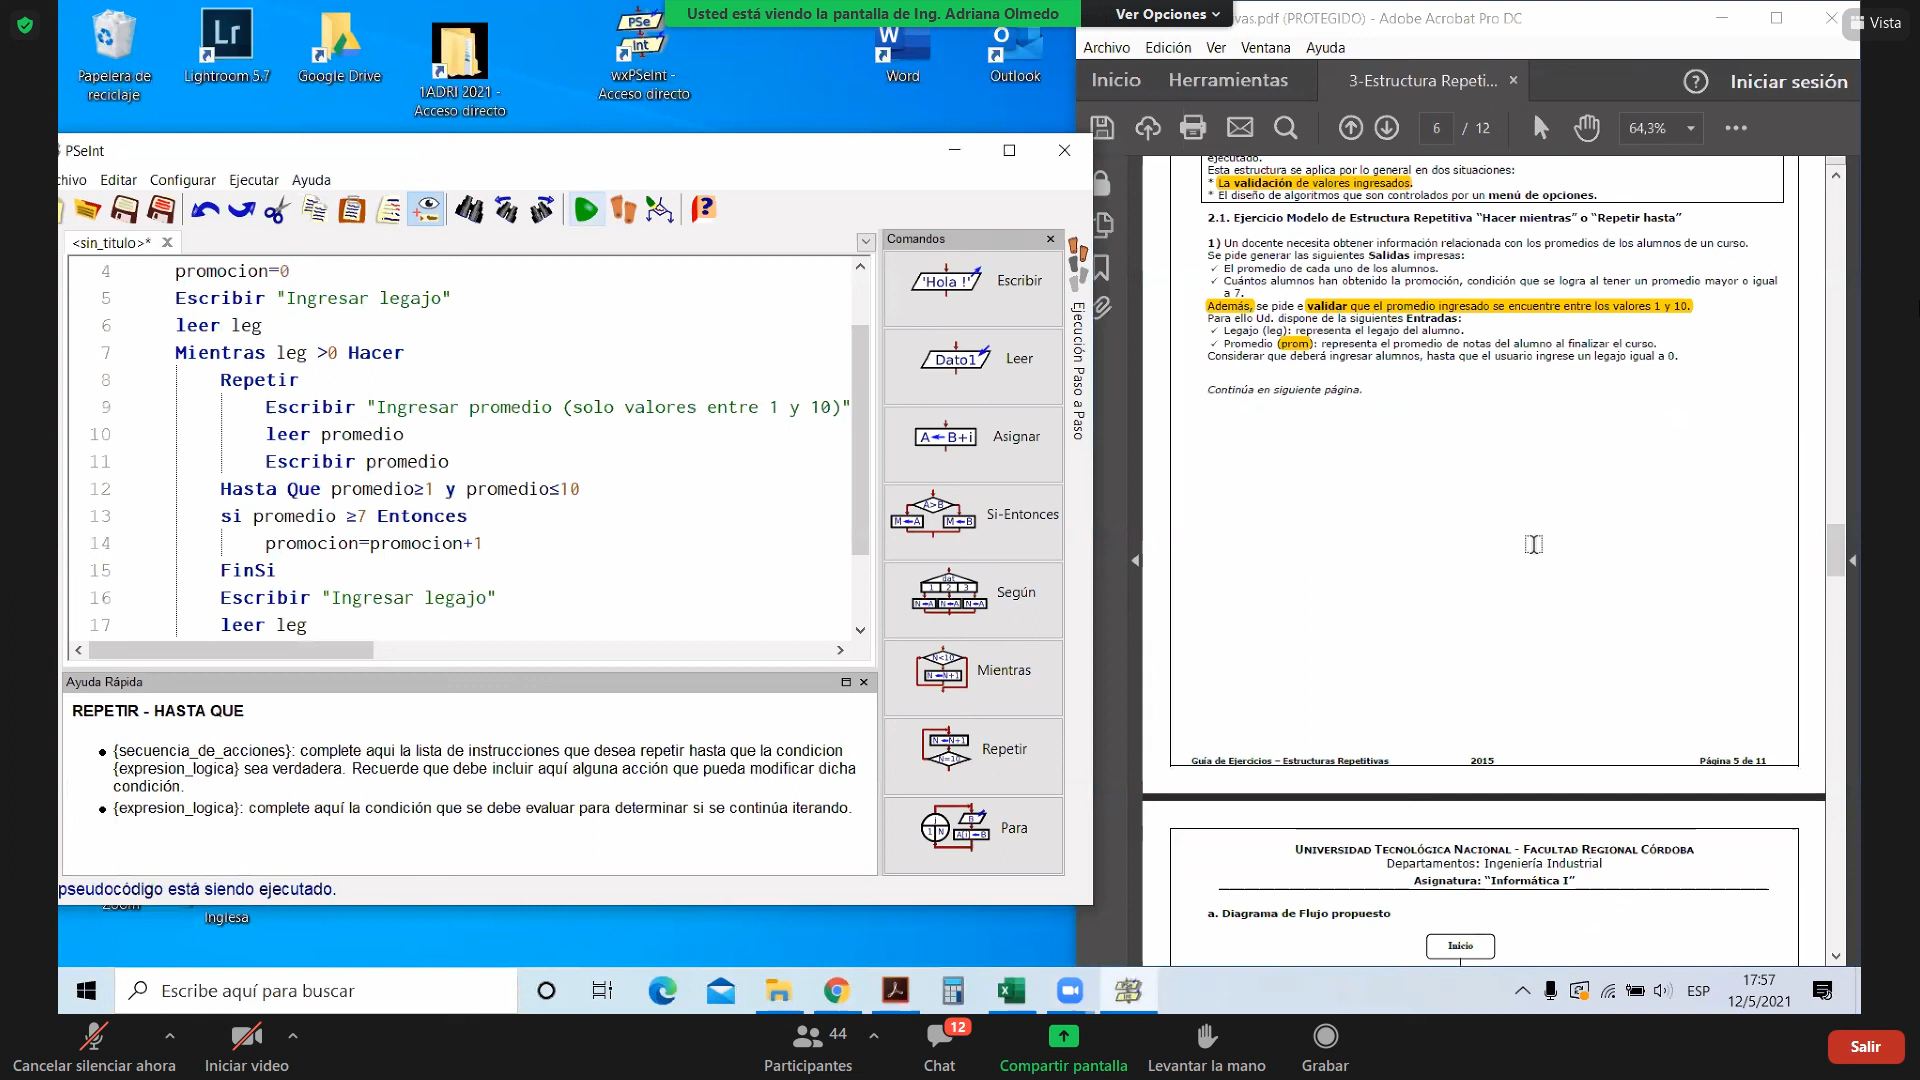 Usted está viendo la pantalla de Ing. Adriana Olmedo
Ver Opciones
Vista
Papelera de
reciclaje
Lightroom 5.7
Google Drive
1ADRI 2021 -
Acceso directo
wxPSeInt -
Acceso directo
Word
Outlook
vas.pdf (PROTEGIDO) - Adobe Acrobat Pro DC
Archivo Edición Ver Ventana Ayuda
Inicio Herramientas 3-Estructura Repeti... × Iniciar sesión
6 / 12 64,3%
PSeInt
chivo Editar Configurar Ejecutar Ayuda
<sin_titulo>*
4 promocion=0
5 Escribir "Ingresar legajo"
6 leer leg
7 Mientras leg >0 Hacer
8 Repetir
9 Escribir "Ingresar promedio (solo valores entre 1 y 10)"
10 leer promedio
11 Escribir promedio
12 Hasta Que promedio≥1 y promedio≤10
13 si promedio ≥7 Entonces
14 promocion=promocion+1
15 FinSi
16 Escribir "Ingresar legajo"
17 leer leg
Comandos
'Hola !' Escribir
Dato1 Leer
A B+i Asignar
A>B M A M B Si-Entonces
dat 1 2 3 N A N A N A Según
N<10 N N+1 Mientras
N N+1 N=10 Repetir
1 N B A[i] B Para
Ejecución Paso a Paso
Ayuda Rápida
REPETIR - HASTA QUE
• {secuencia_de_acciones}: complete aqui la lista de instrucciones que desea repetir hasta que la condicion
{expresion_logica} sea verdadera. Recuerde que debe incluir aquí alguna acción que pueda modificar dicha
condición.
• {expresion_logica}: complete aquí la condición que se debe evaluar para determinar si se continúa iterando.
pseudocódigo está siendo ejecutado.
Zoom
Inglesa
ejecutado.
Esta estructura se aplica por lo general en dos situaciones:
* La validación de valores ingresados.
* El diseño de algoritmos que son controlados por un menú de opciones.
2.1. Ejercicio Modelo de Estructura Repetitiva “Hacer mientras” o “Repetir hasta”
1) Un docente necesita obtener información relacionada con los promedios de los alumnos de un curso.
Se pide generar las siguientes Salidas impresas:
✓ El promedio de cada uno de los alumnos.
✓ Cuántos alumnos han obtenido la promoción, condición que se logra al tener un promedio mayor o igual
a 7.
Además, se pide e validar que el promedio ingresado se encuentre entre los valores 1 y 10.
Para ello Ud. dispone de la siguientes Entradas:
✓ Legajo (leg): representa el legajo del alumno.
✓ Promedio (prom): representa el promedio de notas del alumno al finalizar el curso.
Considerar que deberá ingresar alumnos, hasta que el usuario ingrese un legajo igual a 0.
Continúa en siguiente página.
Guía de Ejercicios – Estructuras Repetitivas 2015 Página 5 de 11
UNIVERSIDAD TECNOLÓGICA NACIONAL - FACULTAD REGIONAL CÓRDOBA
Departamentos: Ingeniería Industrial
Asignatura: “Informática I”
a. Diagrama de Flujo propuesto
Inicio
Escribe aquí para buscar
ESP
17:57
12/5/2021
Cancelar silenciar ahora
Iniciar video
44
Participantes
12
Chat
Compartir pantalla
Levantar la mano
Grabar
Salir